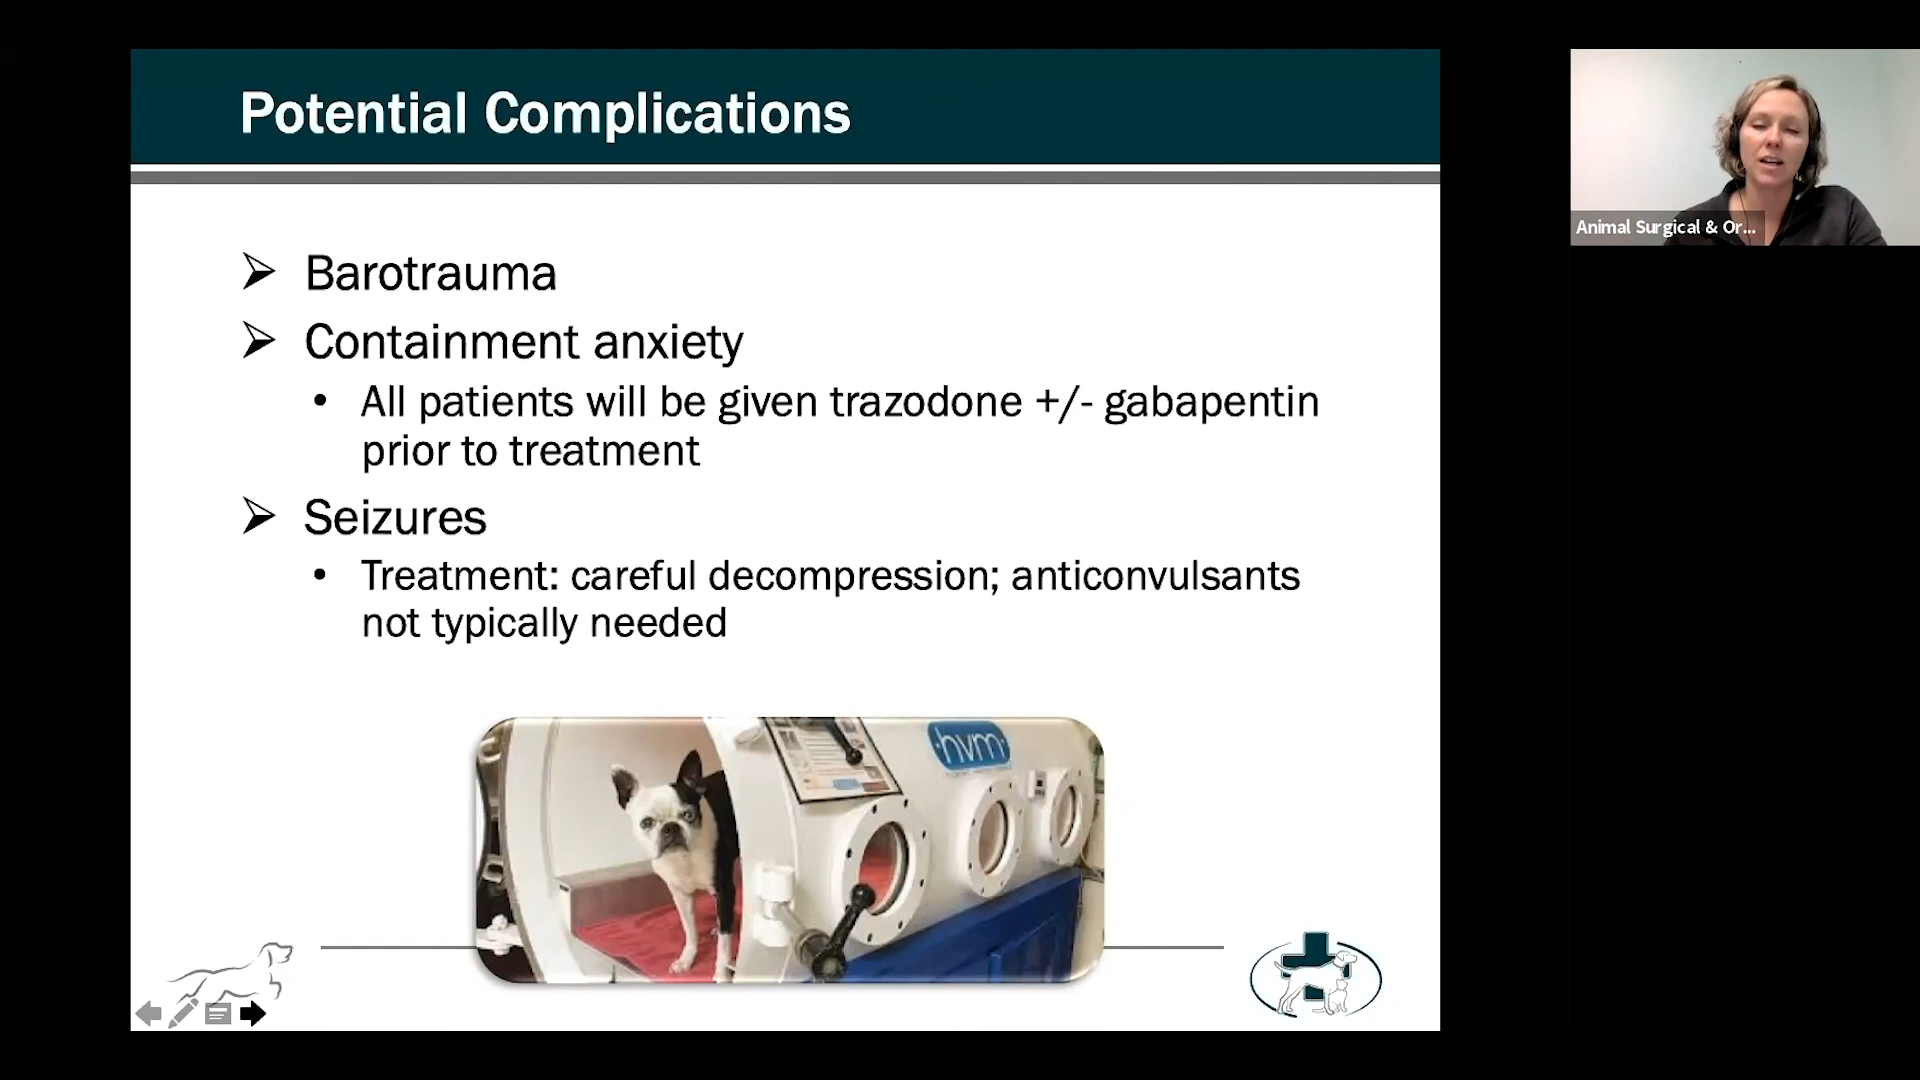 Potential Complications
Animal Surgical & Or...
Barotrauma
Containment anxiety
All patients will be given trazodone +/- gabapentin
prior to treatment
Seizures
Treatment: careful decompression; anticonvulsants
not typically needed
hvm